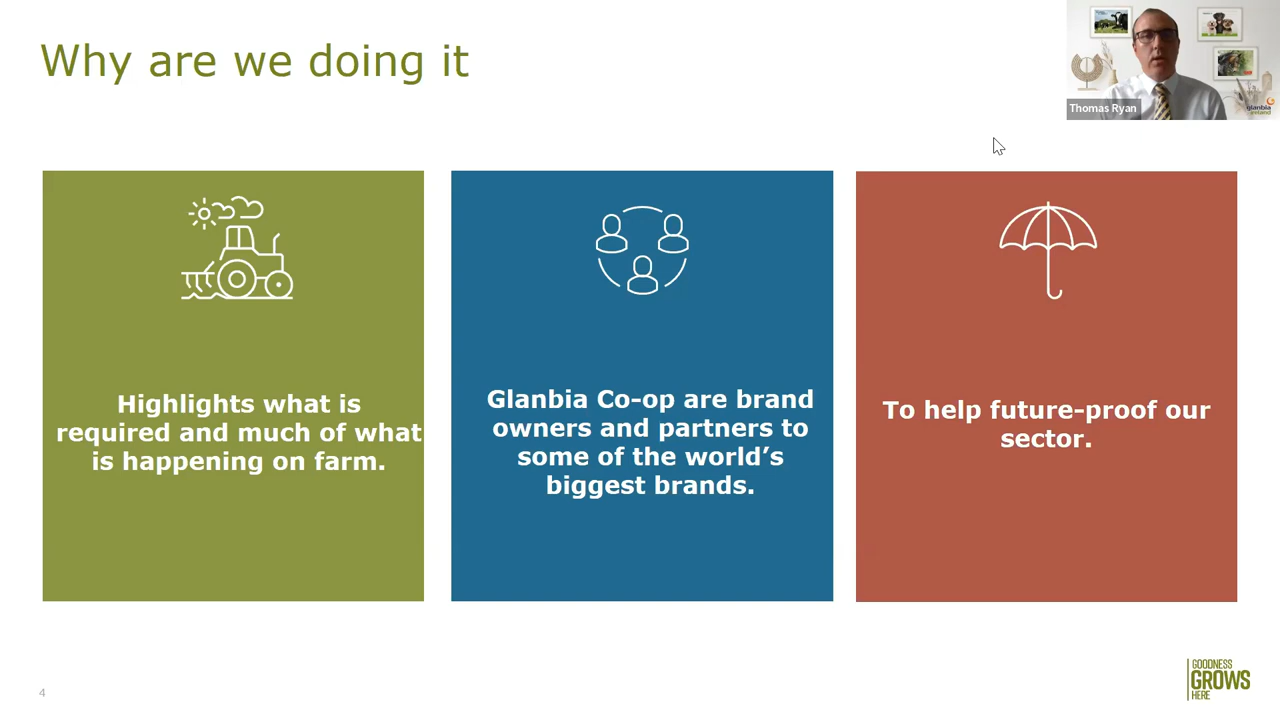 Why are we doing it
Thomas Ryan
glanbia
ireland
Highlights what is
required and much of what
is happening on farm.
Glanbia Co-op are brand
owners and partners to
some of the world’s
biggest brands.
To help future-proof our
sector.
4
GOODNESS
GROWS
HERE